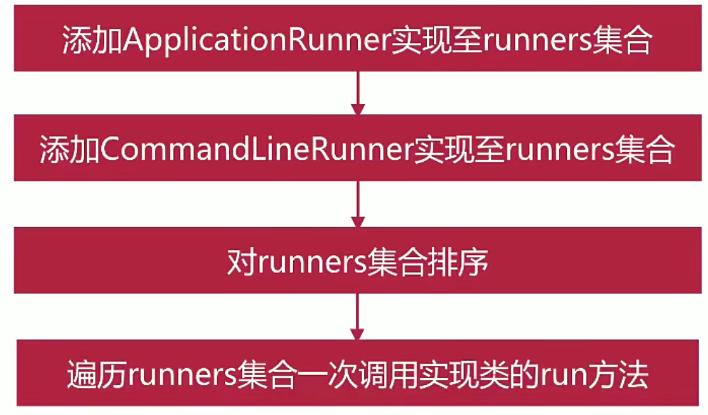 添加ApplicationRunner实现至runners集合
添加CommandLineRunner实现至runners集合
对runners集合排序
遍历runners集合一次调用实现类的run方法